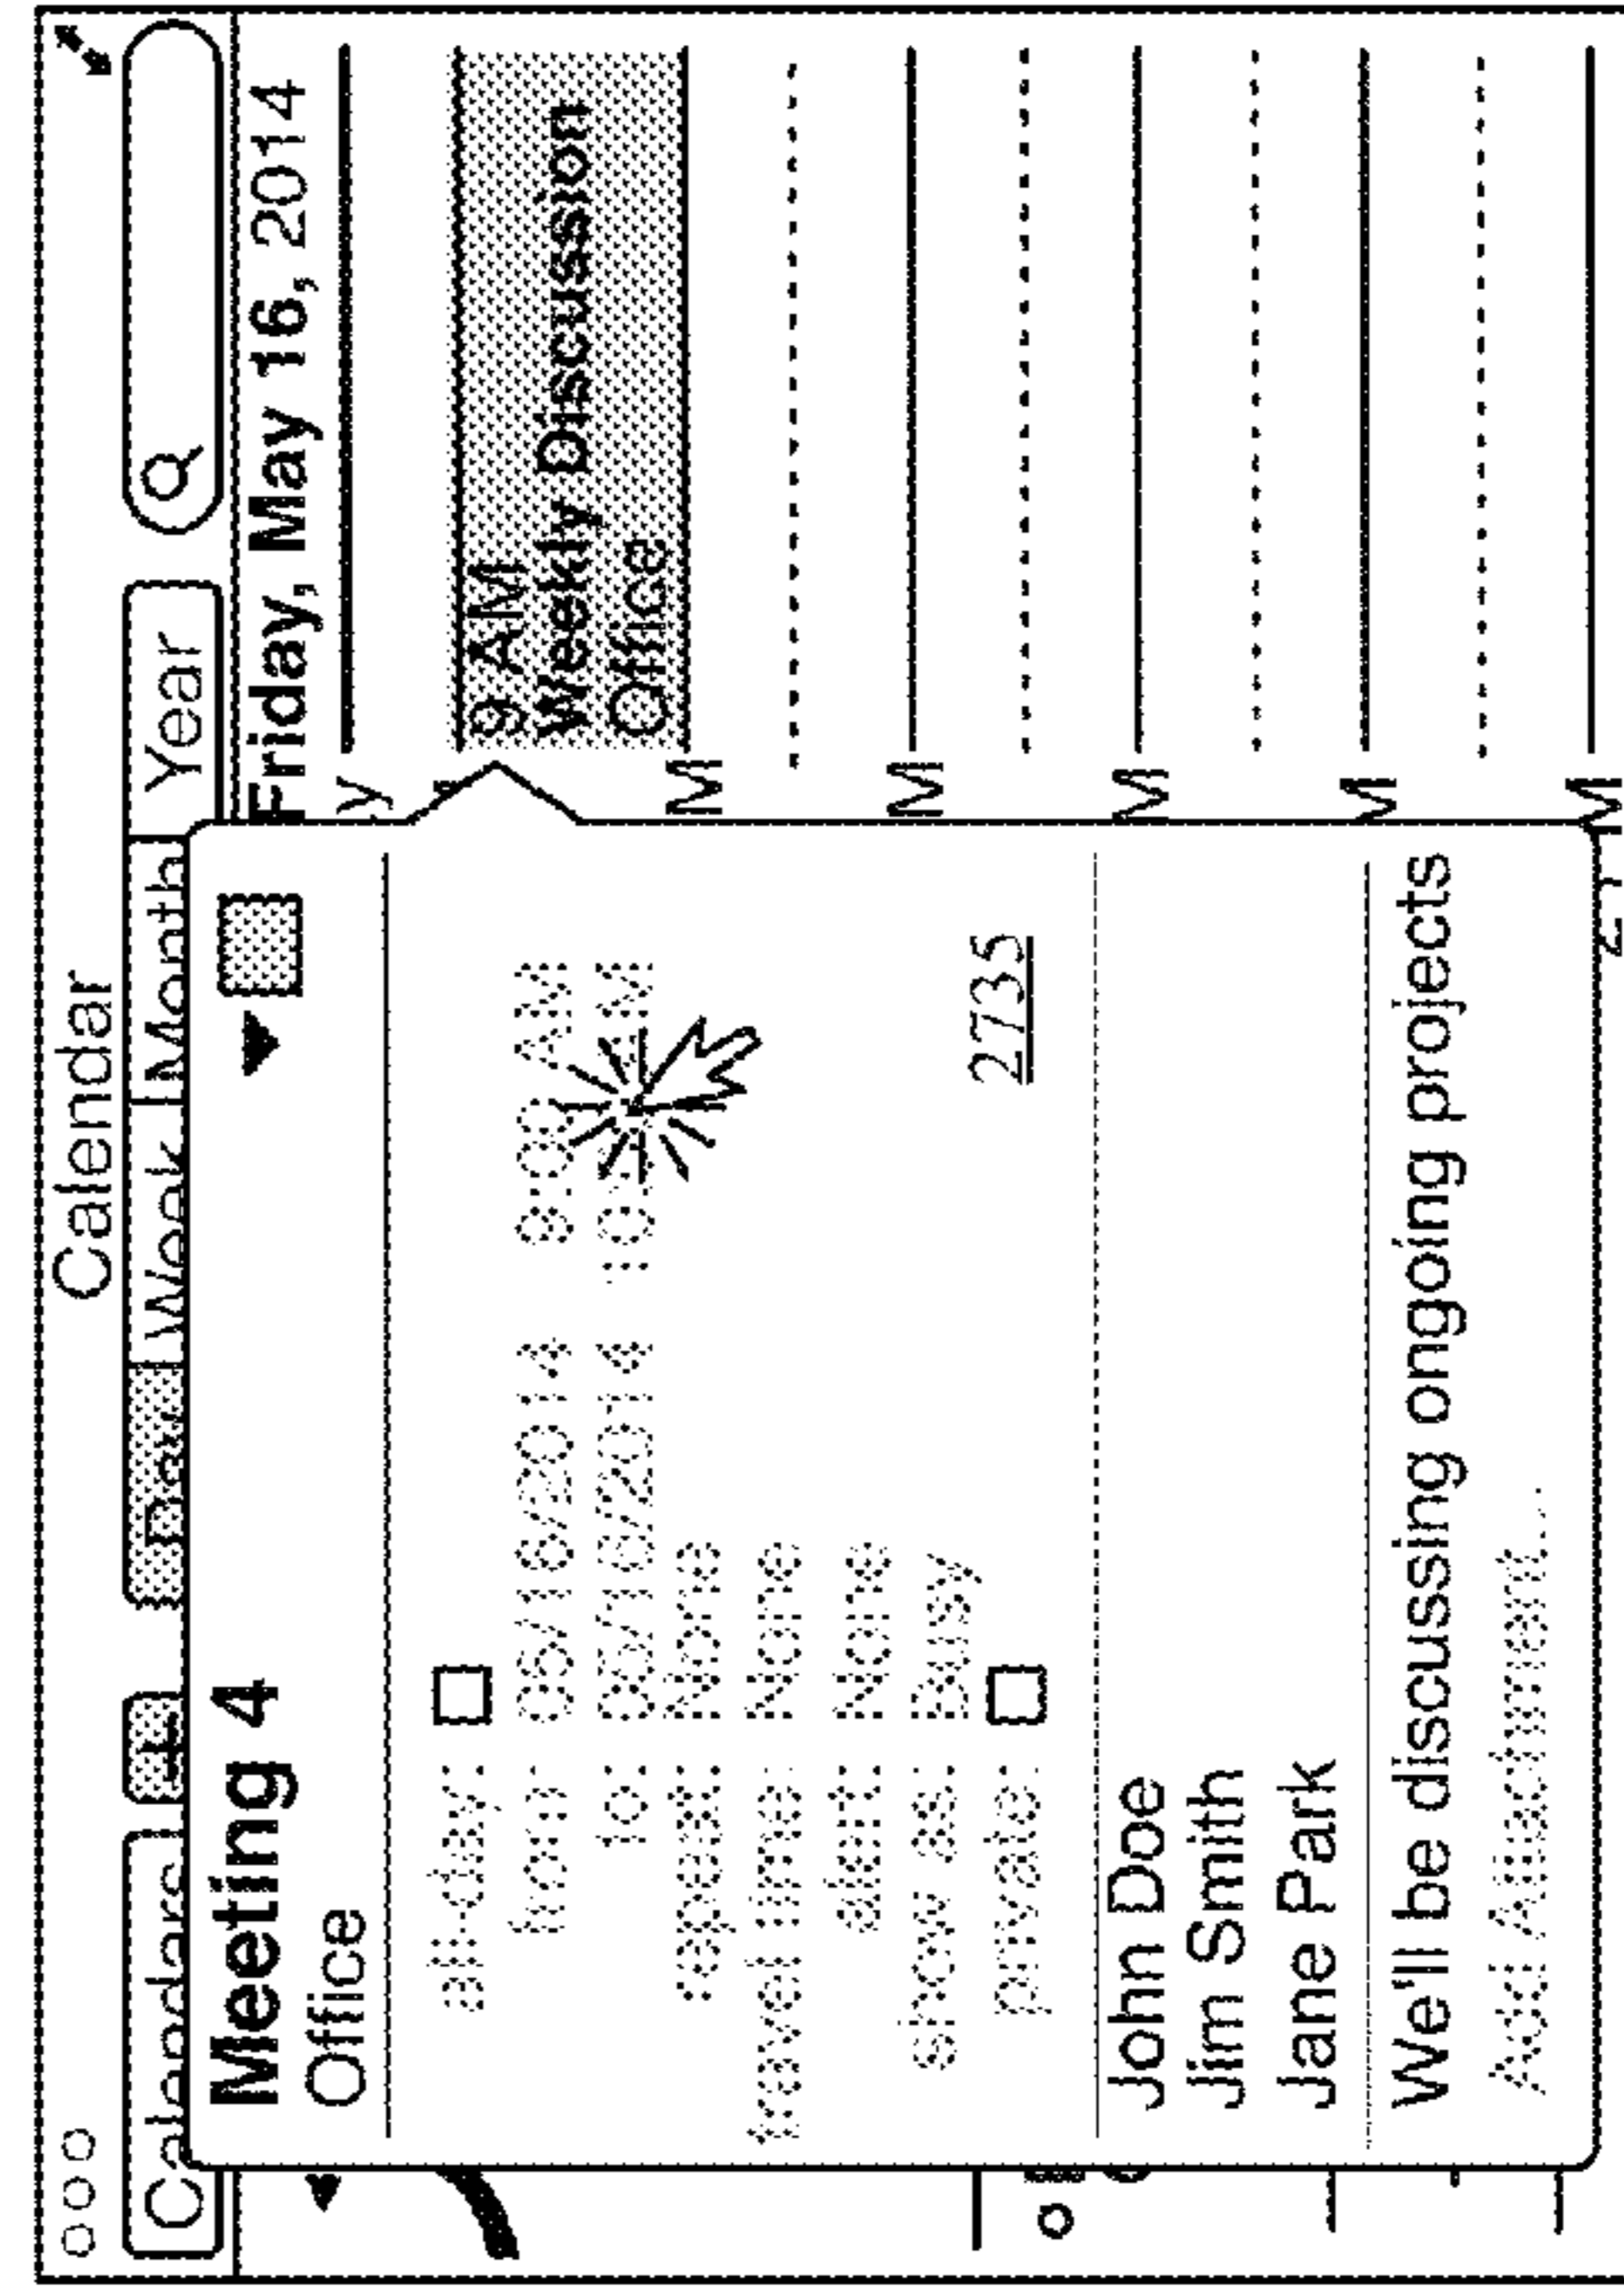 Calendar
Calendars + Day Week Month Year
Friday, May 16, 2014
Meeting 4
Office
all-day:
from: 05/16/2014 9:00 AM
to: 05/16/2014 AM
repeat: None
travel time: None
alert: None
show as: Busy
private:
2735
John Doe
Jim Smith
Jane Park
We'll be discussing ongoing projects
Add Attachment...
y
9 AM
Weekly Discussion
Office
M
M
M
M
M